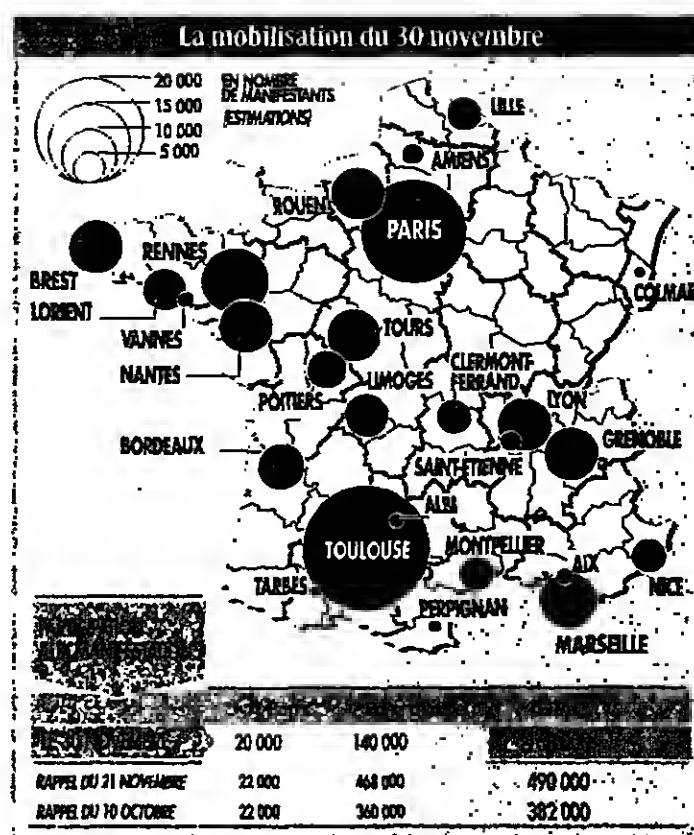 La mobilisation du 30 novembre
20 000
15 000
10 000
5 000
EN NOMBRE
DE MANIFESTANTS
(ESTIMATIONS)
LILLE
AMIENS
ROUEN
PARIS
BREST
RENNES
COLMAR
LORIENT
VANNES
TOURS
NANTES
LIMOGES
CLERMONT-
FERRAND
LYON
POITIERS
GRENOBLE
BORDEAUX
SAINT-ETIENNE
ALBI
TOULOUSE
MONTPELLIER
AIX
NICE
TARBES
PERPIGNAN
MARSEILLE
20 000 140 000
RAPPEL DU 21 NOVEMBRE 22 000 468 000 490 000
RAPPEL DU 10 OCTOBRE 22 000 360 000 382 000